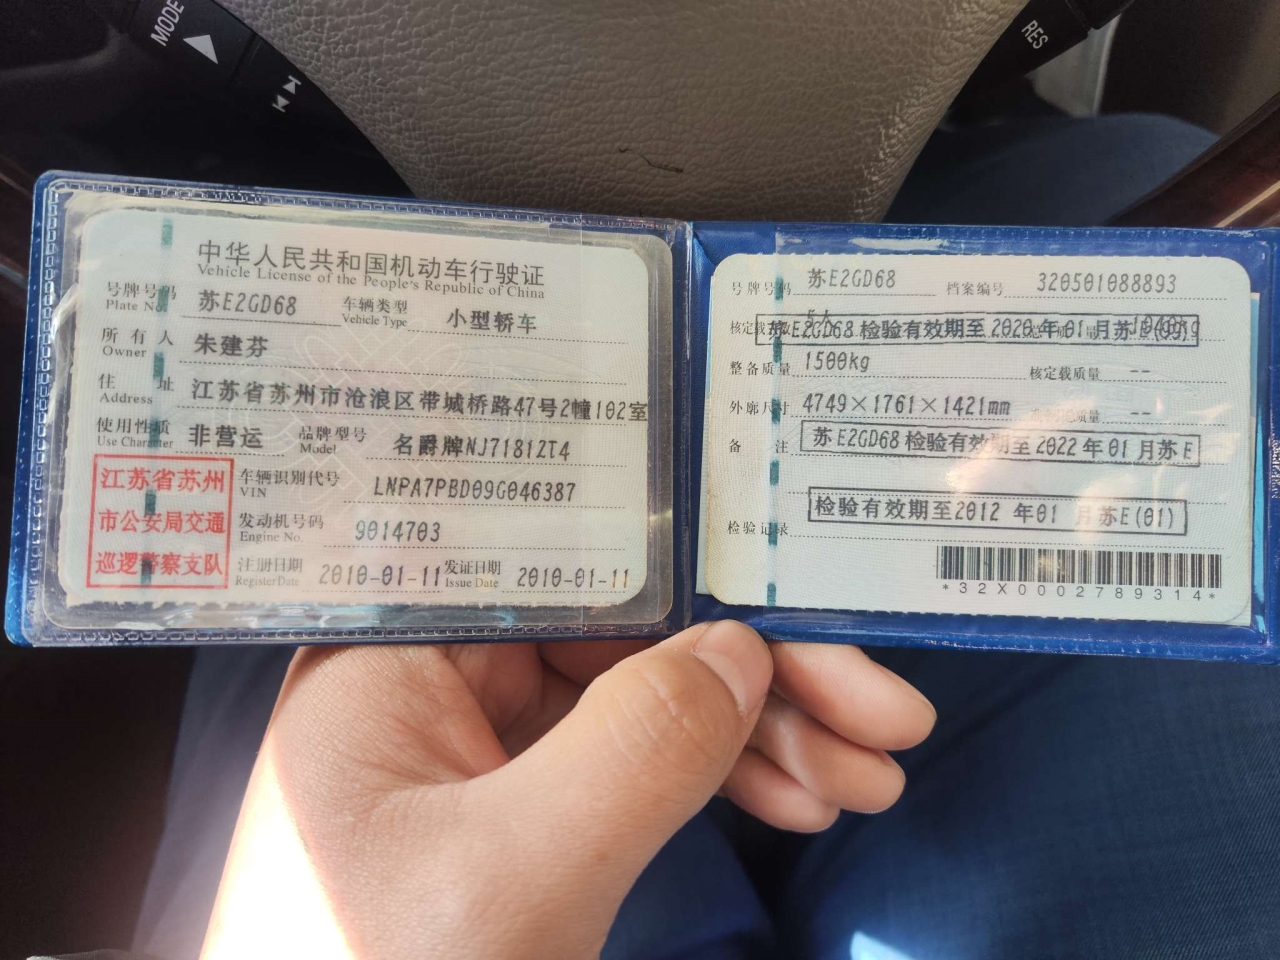 MODE
RES
中华人民共和国机动车行驶证
Vehicle License of the People's Republic of China
号牌号码 Plate No. 苏E2GD68 车辆类型 Vehicle Type 小型轿车
所有人 Owner 朱建芬
住址 Address 江苏省苏州市沧浪区带城桥路47号2幢102室
使用性质 Use Character 非营运 品牌型号 Model 名爵牌NJ7181ZT4
江苏省苏州
市公安局交通
巡逻警察支队
车辆识别代号 VIN LNPA7PBD09G046387
发动机号码 Engine No. 9014703
注册日期 Register Date 2010-01-11 发证日期 Issue Date 2010-01-11
号牌号码 苏E2GD68 档案编号 320501088893
核定载 5人
苏E2GD68 检验有效期至2020年01月苏E(01)
整备质量 1500kg 核定载质量 --
外廓尺寸 4749×1761×1421mm 质量 --
备注 苏E2GD68检验有效期至2022年01月苏E
检验记录 检验有效期至2012年01月苏E(01)
*32X0002789314*